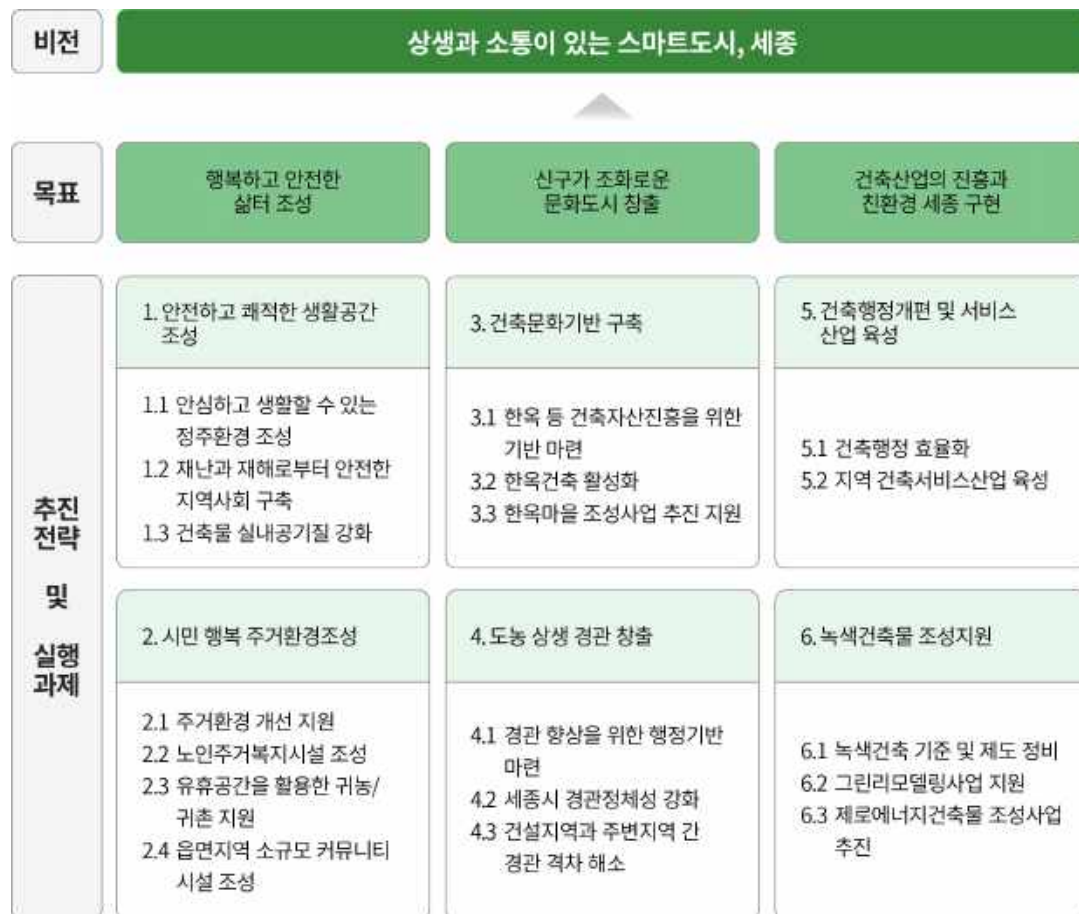 비전
상생과 소통이 있는 스마트도시, 세종
목표
행복하고 안전한
삶터 조성
신구가 조화로운
문화도시 창출
건축산업의 진흥과
친환경 세종 구현
추진
전략
및
실행
과제
1. 안전하고 쾌적한 생활공간
조성
1.1 안심하고 생활할 수 있는
정주환경 조성
1.2 재난과 재해로부터 안전한
지역사회 구축
1.3 건축물 실내공기질 강화
3. 건축문화기반 구축
3.1 한옥 등 건축자산진흥을 위한
기반 마련
3.2 한옥건축 활성화
3.3 한옥마을 조성사업 추진 지원
5. 건축행정개편 및 서비스
산업 육성
5.1 건축행정 효율화
5.2 지역 건축서비스산업 육성
2. 시민 행복 주거환경조성
2.1 주거환경 개선 지원
2.2 노인주거복지시설 조성
2.3 유휴공간을 활용한 귀농/
귀촌 지원
2.4 읍면지역 소규모 커뮤니티
시설 조성
4. 도농 상생 경관 창출
4.1 경관 향상을 위한 행정기반
마련
4.2 세종시 경관정체성 강화
4.3 건설지역과 주변지역 간
경관 격차 해소
6. 녹색건축물 조성지원
6.1 녹색건축 기준 및 제도 정비
6.2 그린리모델링사업 지원
6.3 제로에너지건축물 조성사업
추진